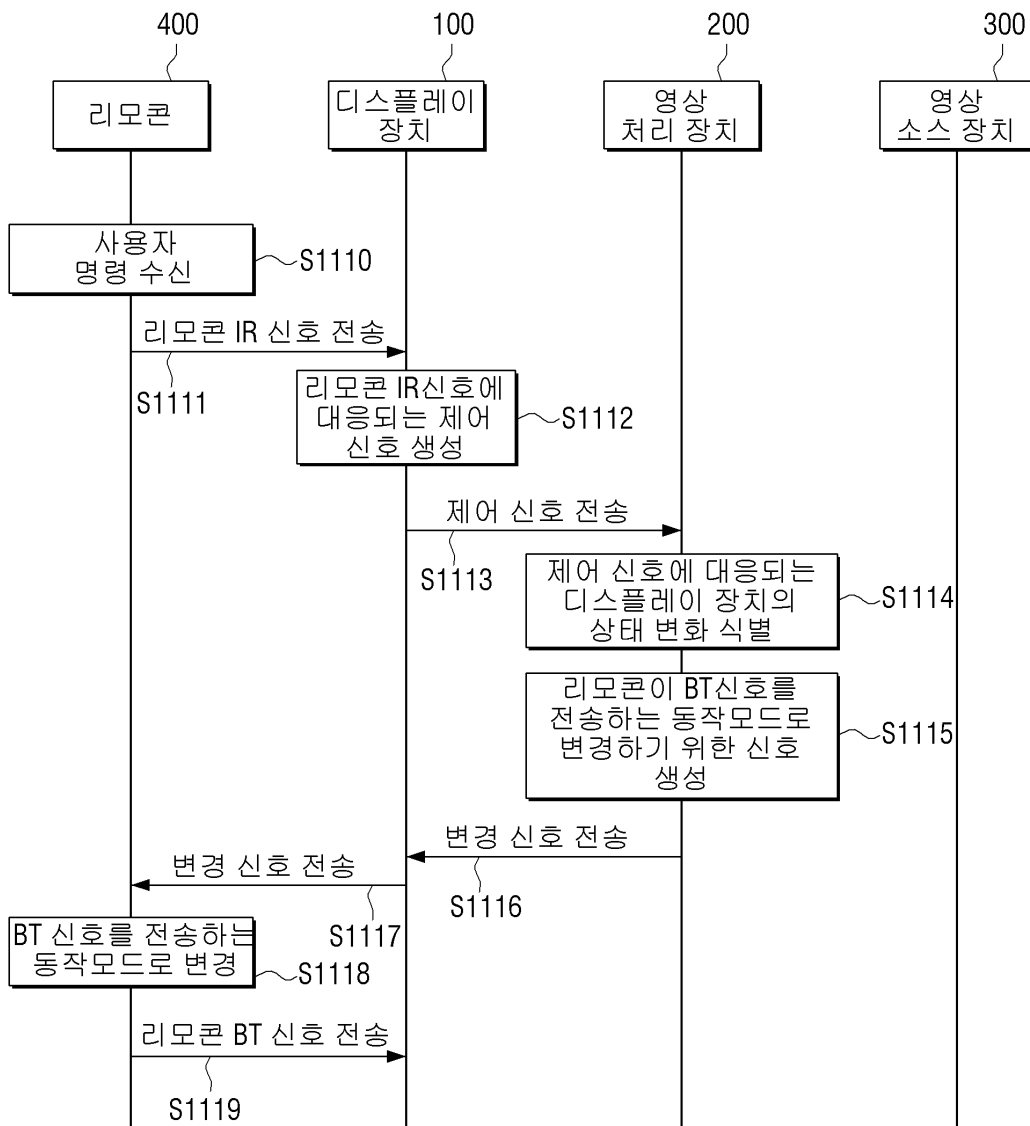 400
100
200
300
리모콘
디스플레이
장치
영상
처리 장치
영상
소스 장치
사용자
명령 수신
S1110
리모콘 IR 신호 전송
S1111
리모콘 IR신호에
대응되는 제어
신호 생성
S1112
제어 신호 전송
S1113
제어 신호에 대응되는
디스플레이 장치의
상태 변화 식별
S1114
리모콘이 BT신호를
전송하는 동작모드로
변경하기 위한 신호
생성
S1115
변경 신호 전송
S1116
변경 신호 전송
S1117
BT 신호를 전송하는
동작모드로 변경
S1118
리모콘 BT 신호 전송
S1119